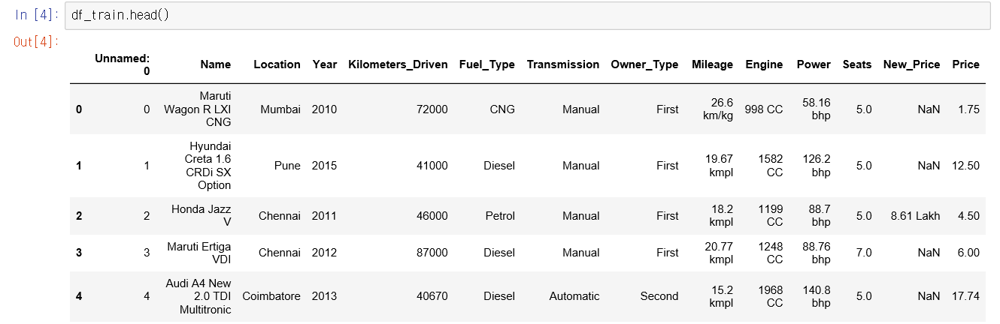 In [4]: df_train.head()
Out[4]:
Unnamed: 0 Name Location Year Kilometers_Driven Fuel_Type Transmission Owner_Type Mileage Engine Power Seats New_Price Price
0 0 Maruti Wagon R LXI CNG Mumbai 2010 72000 CNG Manual First 26.6 km/kg 998 CC 58.16 bhp 5.0 NaN 1.75
1 1 Hyundai Creta 1.6 CRDi SX Option Pune 2015 41000 Diesel Manual First 19.67 kmpl 1582 CC 126.2 bhp 5.0 NaN 12.50
2 2 Honda Jazz V Chennai 2011 46000 Petrol Manual First 18.2 kmpl 1199 CC 88.7 bhp 5.0 8.61 Lakh 4.50
3 3 Maruti Ertiga VDI Chennai 2012 87000 Diesel Manual First 20.77 kmpl 1248 CC 88.76 bhp 7.0 NaN 6.00
4 4 Audi A4 New 2.0 TDI Multitronic Coimbatore 2013 40670 Diesel Automatic Second 15.2 kmpl 1968 CC 140.8 bhp 5.0 NaN 17.74